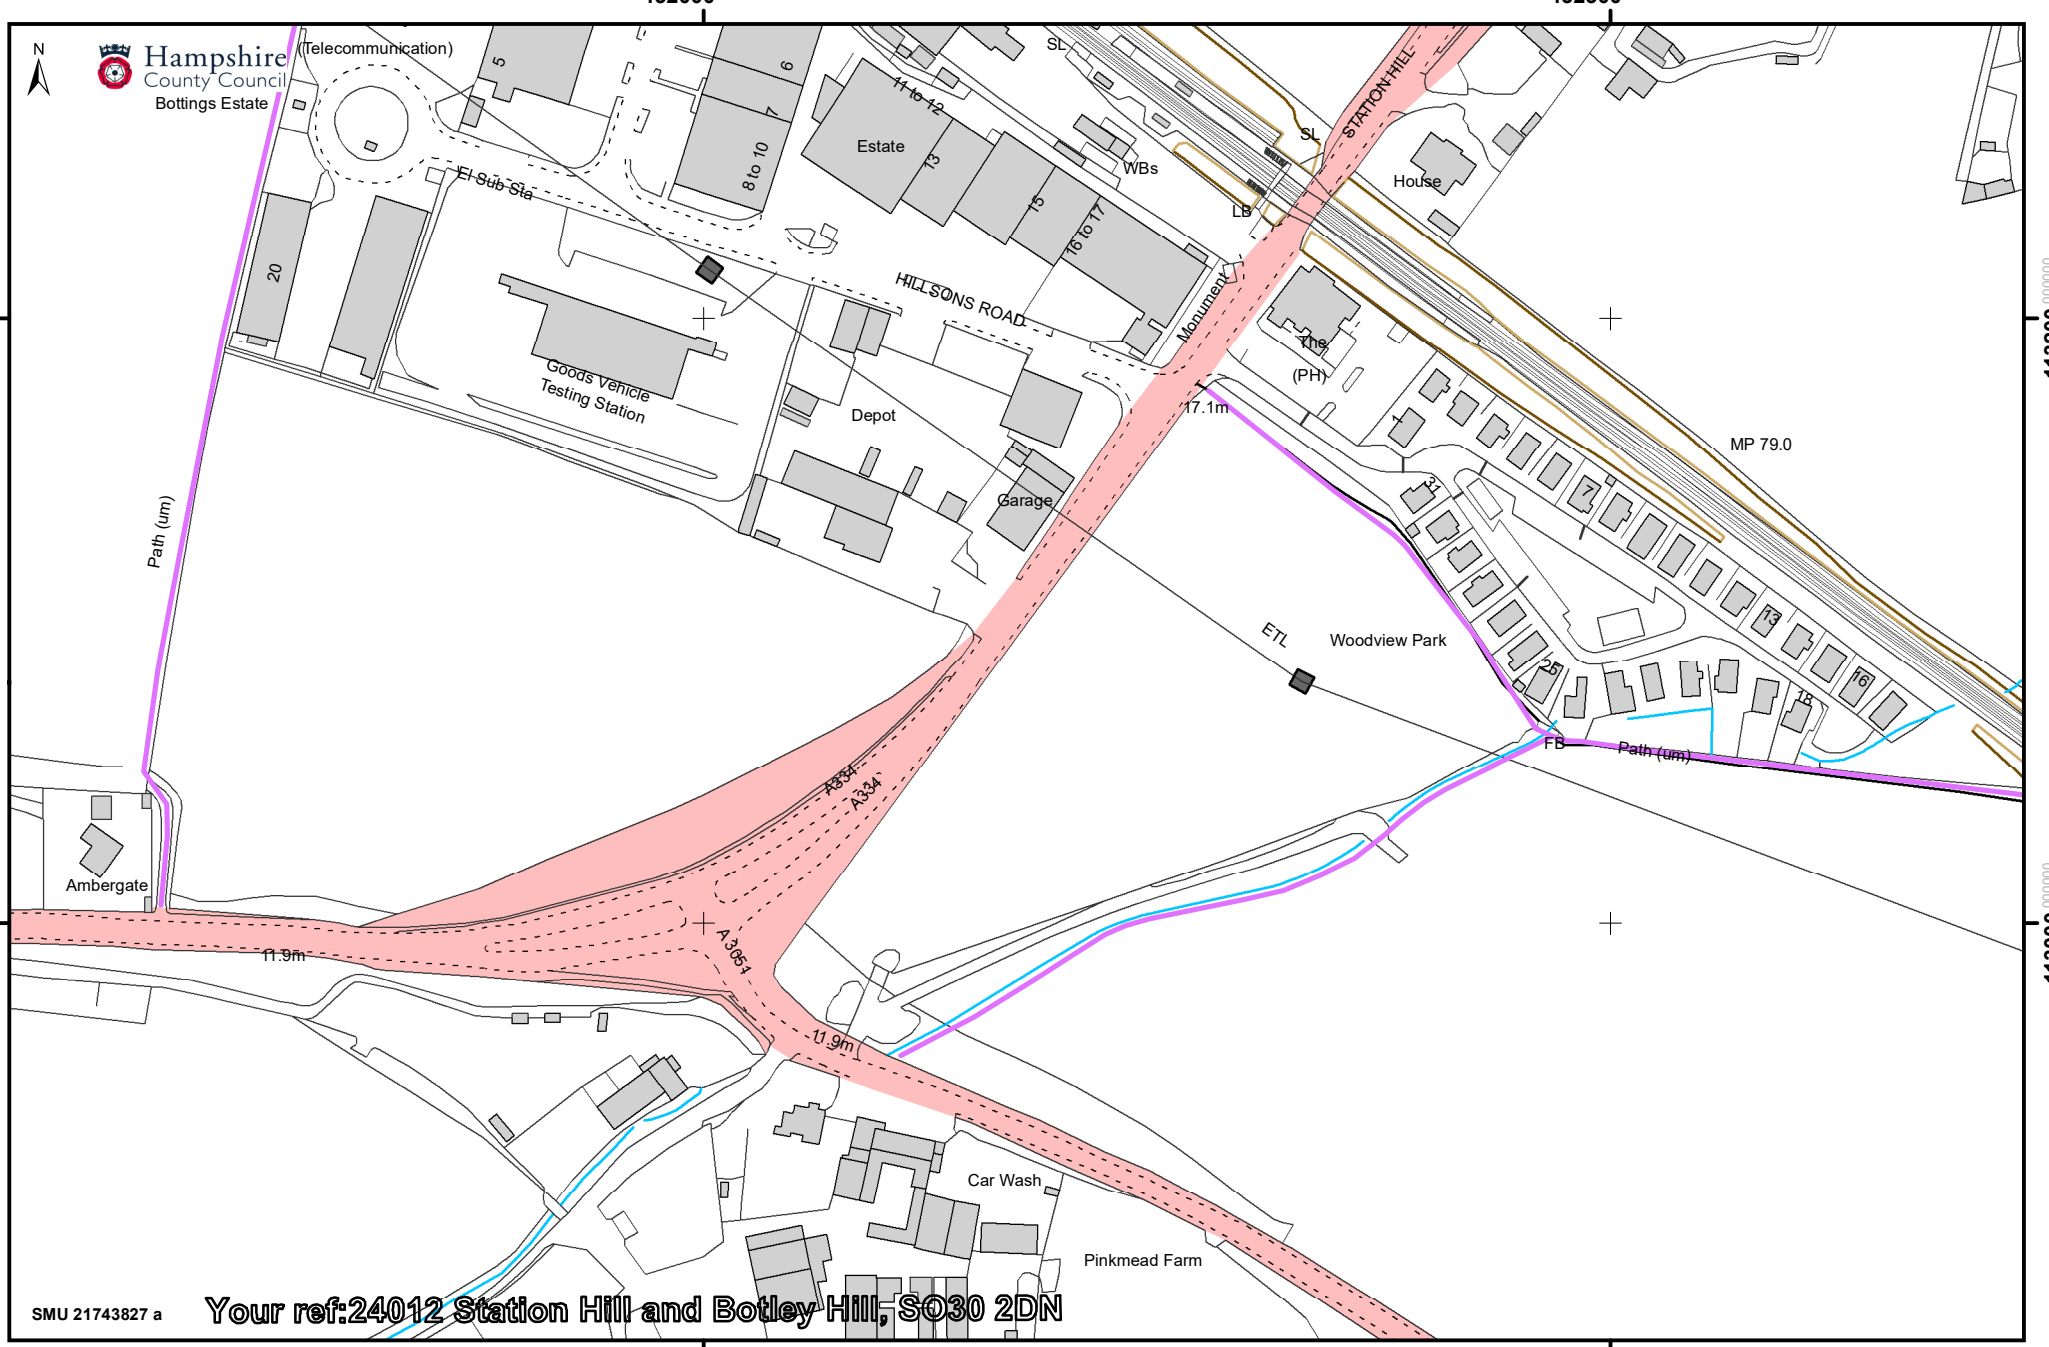 N
Hampshire
County Council
Bottings Estate
(Telecommunication)
5
6
7
8 to 10
11 to 12
Estate
13
15
16 to 17
SL
WBs
LB
SL
STATION HILL
House
El Sub Sta
20
HILLSONS ROAD
Monument
The
(PH)
17.1m
Goods Vehicle
Testing Station
Depot
Garage
1
31
7
MP 79.0
Path (um)
ETL
Woodview Park
13
16
25
18
FB
Path (um)
A334
A334
Ambergate
11.9m
A3051
11.9m
Car Wash
Pinkmead Farm
SMU 21743827 a
Your ref:24012 Station Hill and Botley Hill, SO30 2DN